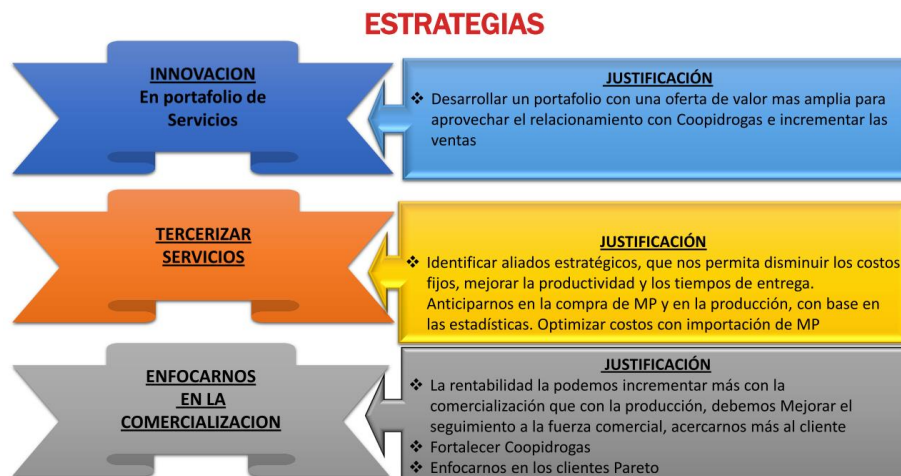 ESTRATEGIAS
INNOVACION
En portafolio de
Servicios
JUSTIFICACIÓN
❖ Desarrollar un portafolio con una oferta de valor mas amplia para
aprovechar el relacionamiento con Coopidrogas e incrementar las
ventas
TERCERIZAR
SERVICIOS
JUSTIFICACIÓN
❖ Identificar aliados estratégicos, que nos permita disminuir los costos
fijos, mejorar la productividad y los tiempos de entrega.
Anticiparnos en la compra de MP y en la producción, con base en
las estadísticas. Optimizar costos con importación de MP
ENFOCARNOS
EN LA
COMERCIALIZACION
JUSTIFICACIÓN
❖ La rentabilidad la podemos incrementar más con la
comercialización que con la producción, debemos Mejorar el
seguimiento a la fuerza comercial, acercarnos más al cliente
❖ Fortalecer Coopidrogas
❖ Enfocarnos en los clientes Pareto